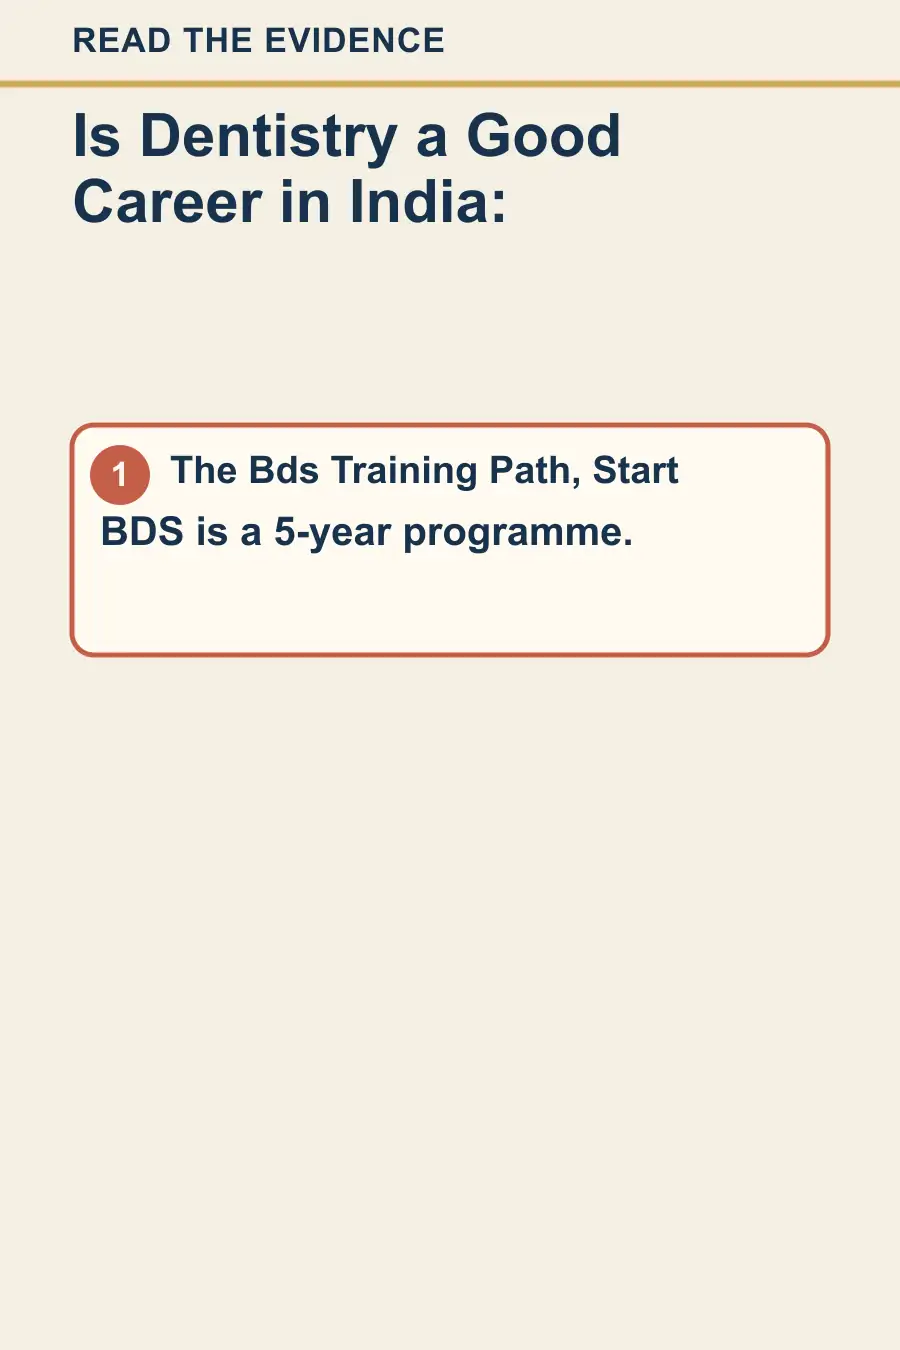 READ THE EVIDENCE
Is Dentistry a Good
Career in India:
1 The Bds Training Path, Start
BDS is a 5-year programme.